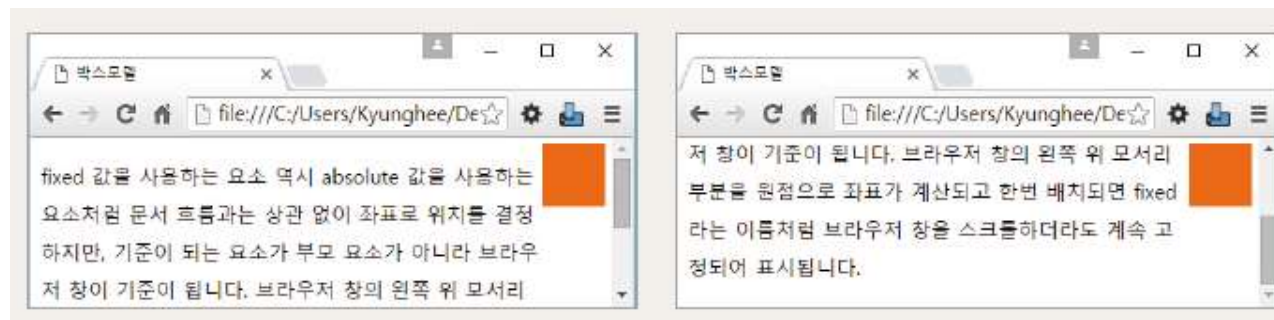 박스모델
file:///C:/Users/Kyunghee/De
fixed 값을 사용하는 요소 역시 absolute 값을 사용하는
요소처럼 문서 흐름과는 상관 없이 좌표로 위치를 결정
하지만, 기준이 되는 요소가 부모 요소가 아니라 브라우
저 창이 기준이 됩니다. 브라우저 창의 왼쪽 위 모서리
박스모델
file:///C:/Users/Kyunghee/De
저 창이 기준이 됩니다. 브라우저 창의 왼쪽 위 모서리
부분을 원점으로 좌표가 계산되고 한번 배치되면 fixed
라는 이름처럼 브라우저 창을 스크롤하더라도 계속 고
정되어 표시됩니다.